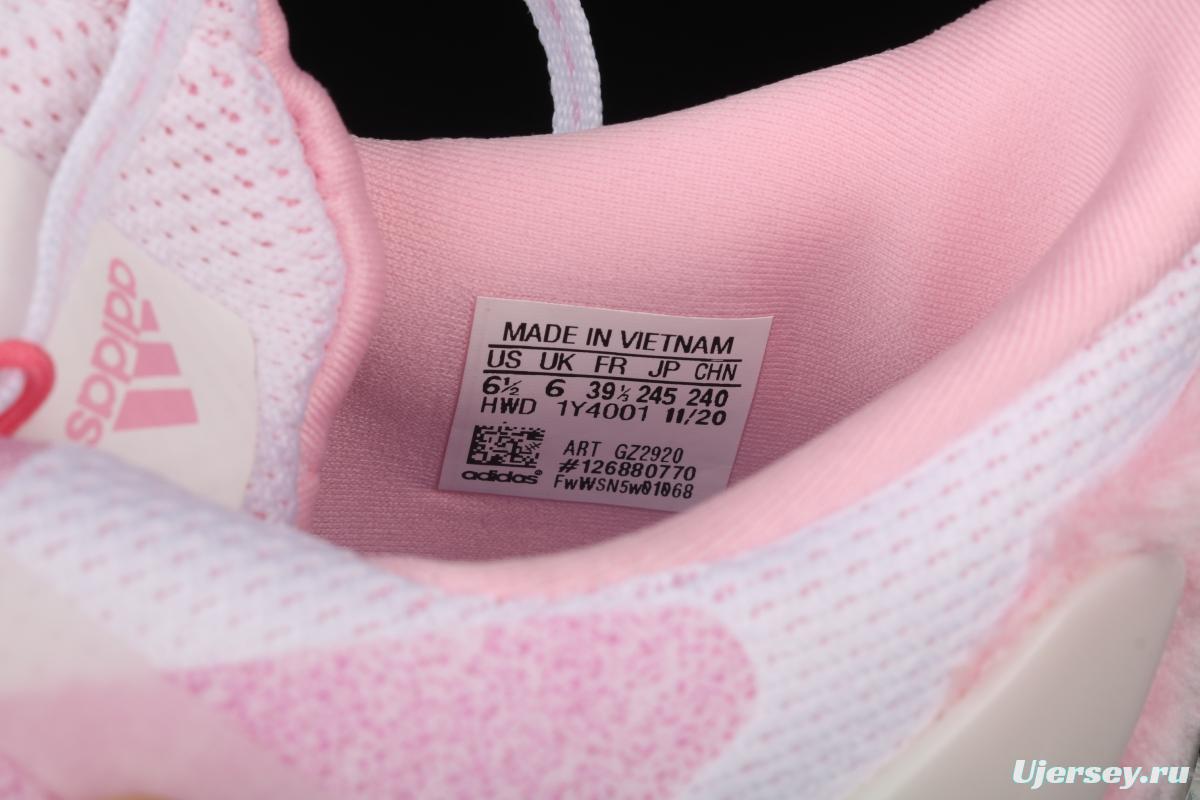 adidas
MADE IN VIETNAM
US UK FR JP CHN
6½ 6 39⅓ 245 240
HWD 1Y4001 11/20
ART GZ2920
#126880770
adidas®
FwWSN5w01068
Ujersey.ru